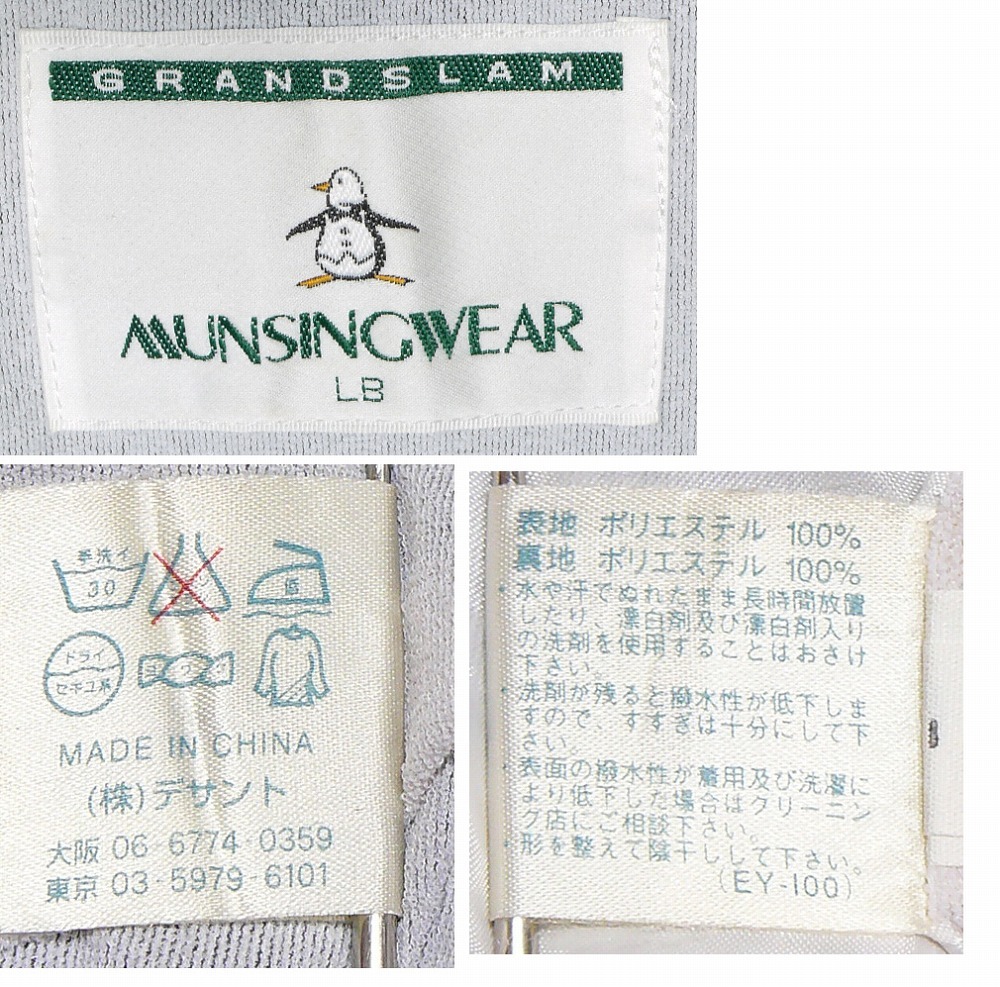 GRANDSLAM
MUNSINGWEAR
LB
手洗イ
30
低
ドライ
セキユ系
MADE IN CHINA
(株)デサント
大阪 06-6774-0359
東京 03-5979-6101
表地 ポリエステル 100%
裏地 ポリエステル 100%
・水や汗でぬれたまま長時間放置
したり、漂白剤及び漂白剤入り
の洗剤を使用することはおさけ
下さい。
・洗剤が残ると撥水性が低下しま
すので、すすぎは十分にして下
さい。
・表面の撥水性が着用及び洗濯に
より低下した場合はクリーニン
グ店にご相談下さい。
・形を整えて陰干しして下さい。
(EY-100)